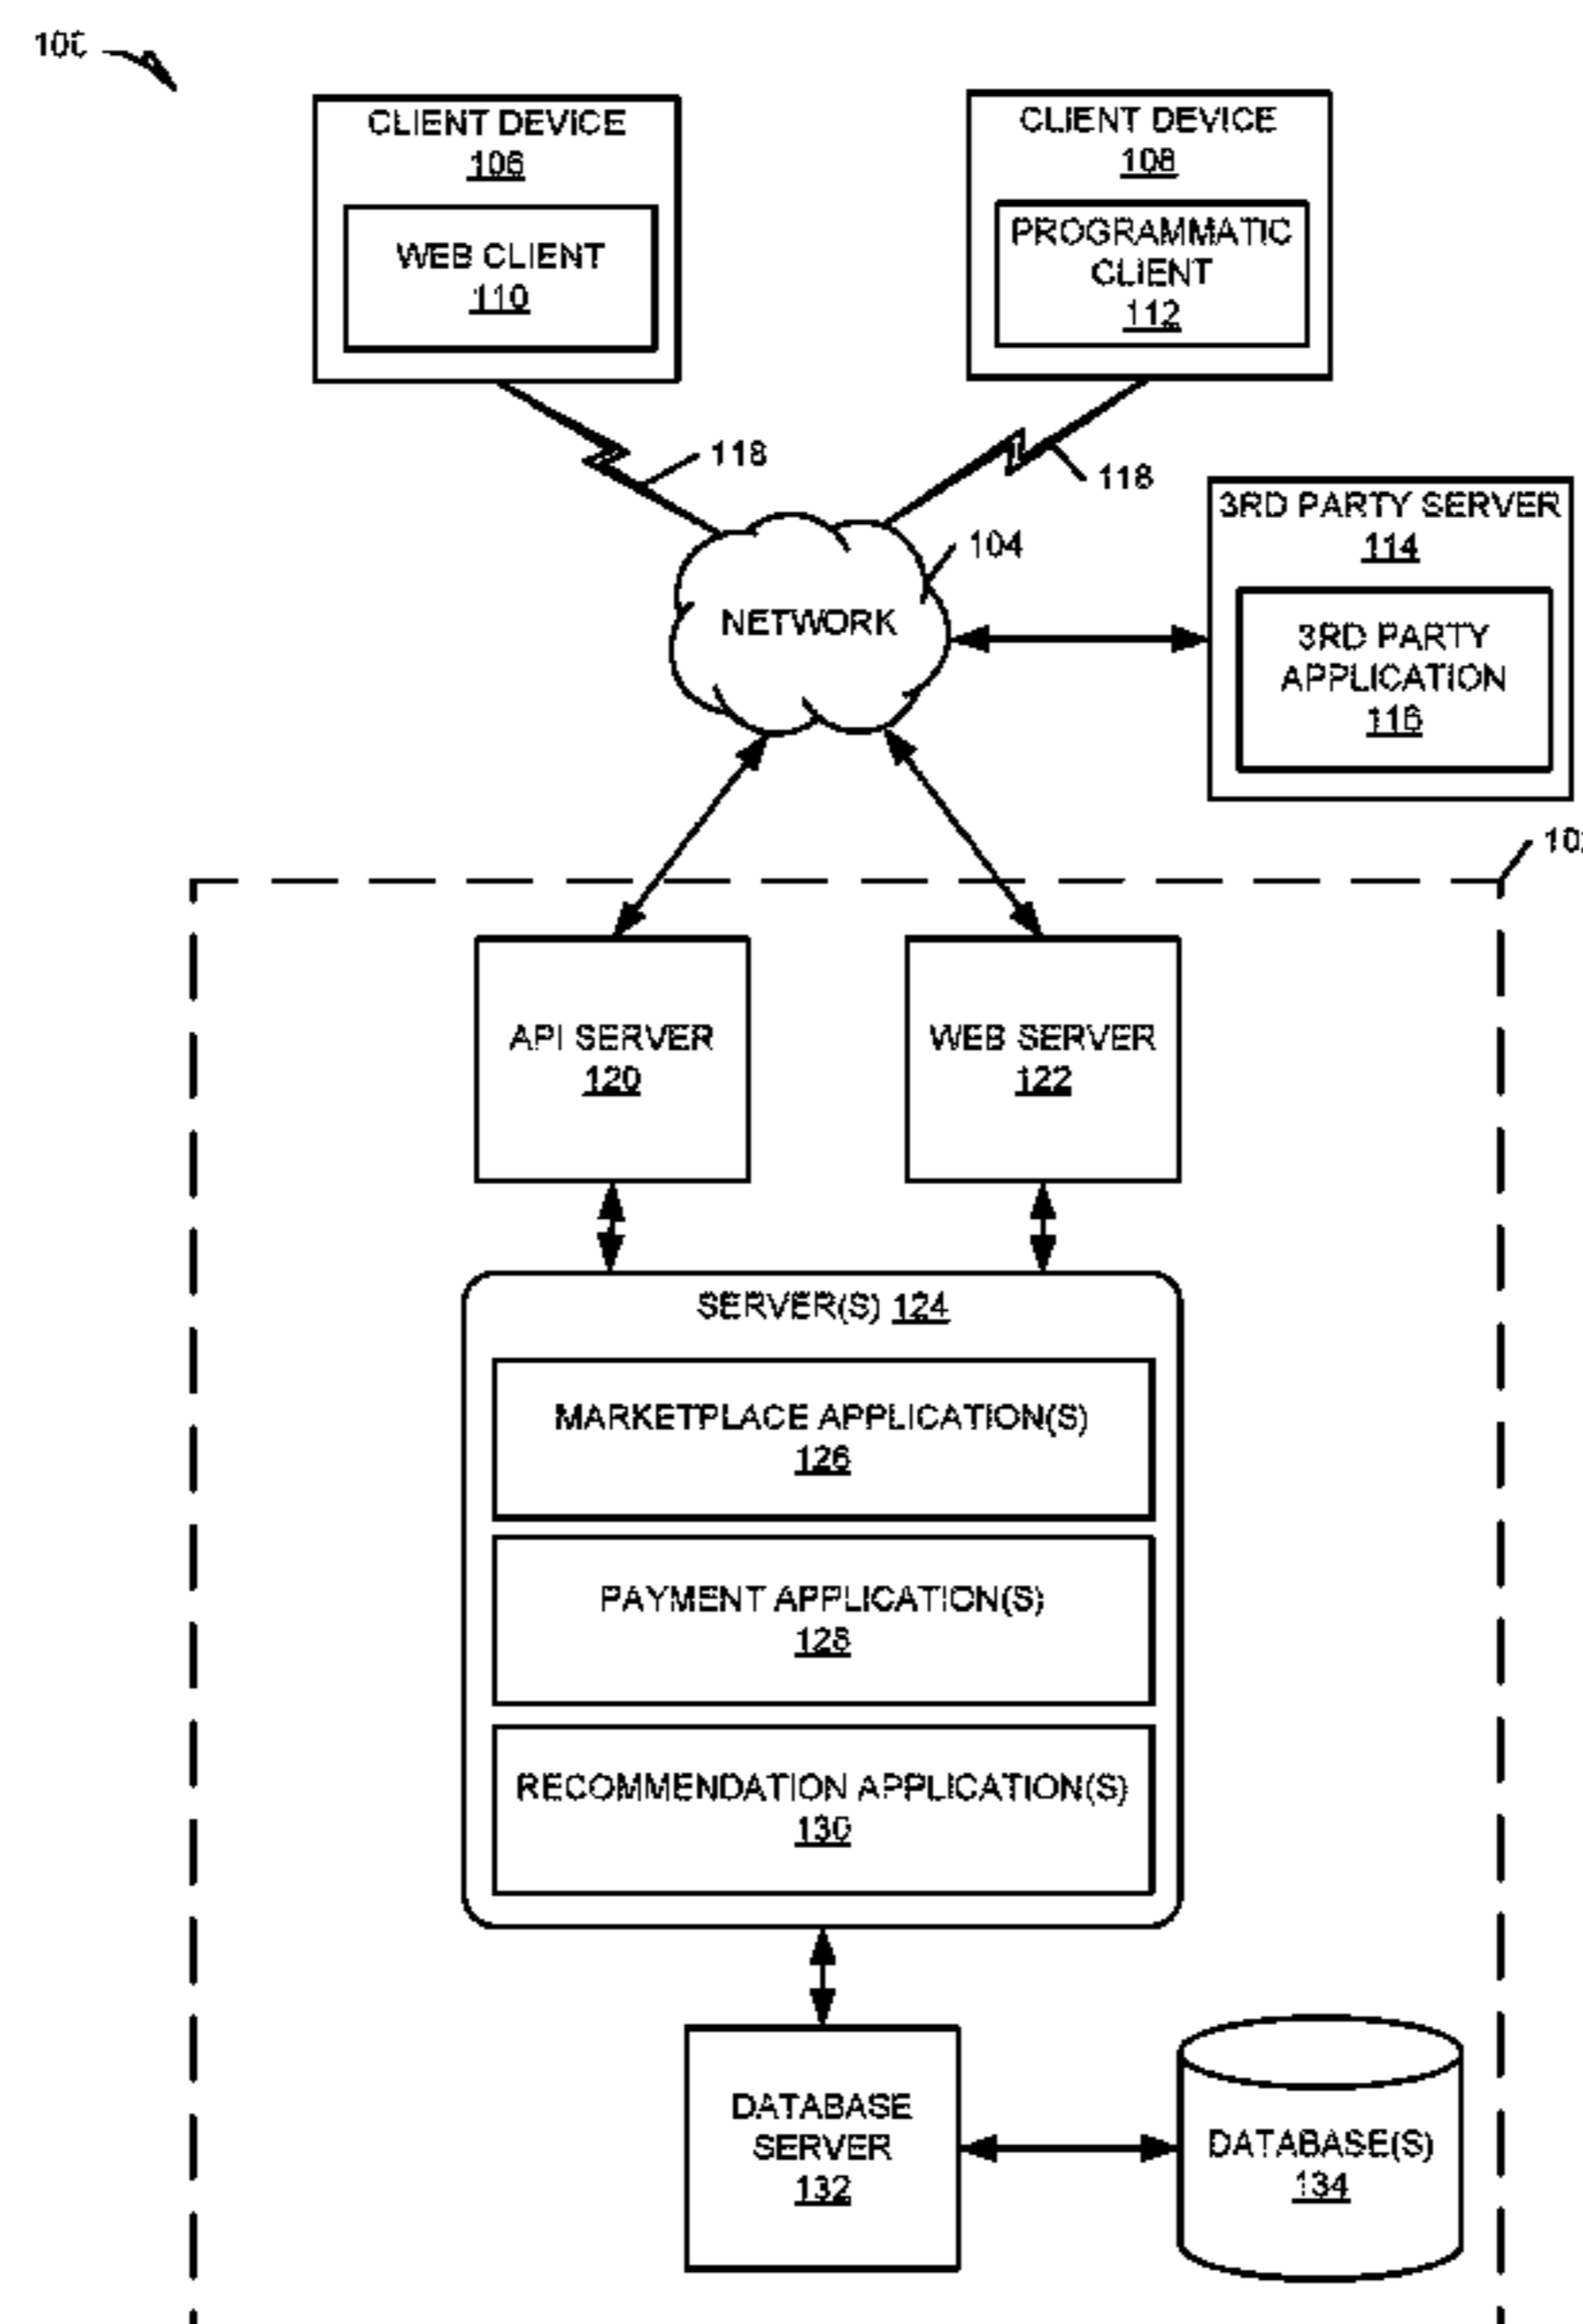 100
CLIENT DEVICE
106
WEB CLIENT
110
CLIENT DEVICE
108
PROGRAMMATIC
CLIENT
112
118
118
3RD PARTY SERVER
114
3RD PARTY
APPLICATION
116
104
NETWORK
API SERVER
120
WEB SERVER
122
SERVER(S) 124
MARKETPLACE APPLICATION(S)
126
PAYMENT APPLICATION(S)
128
RECOMMENDATION APPLICATION(S)
130
DATABASE
SERVER
132
DATABASE(S)
134